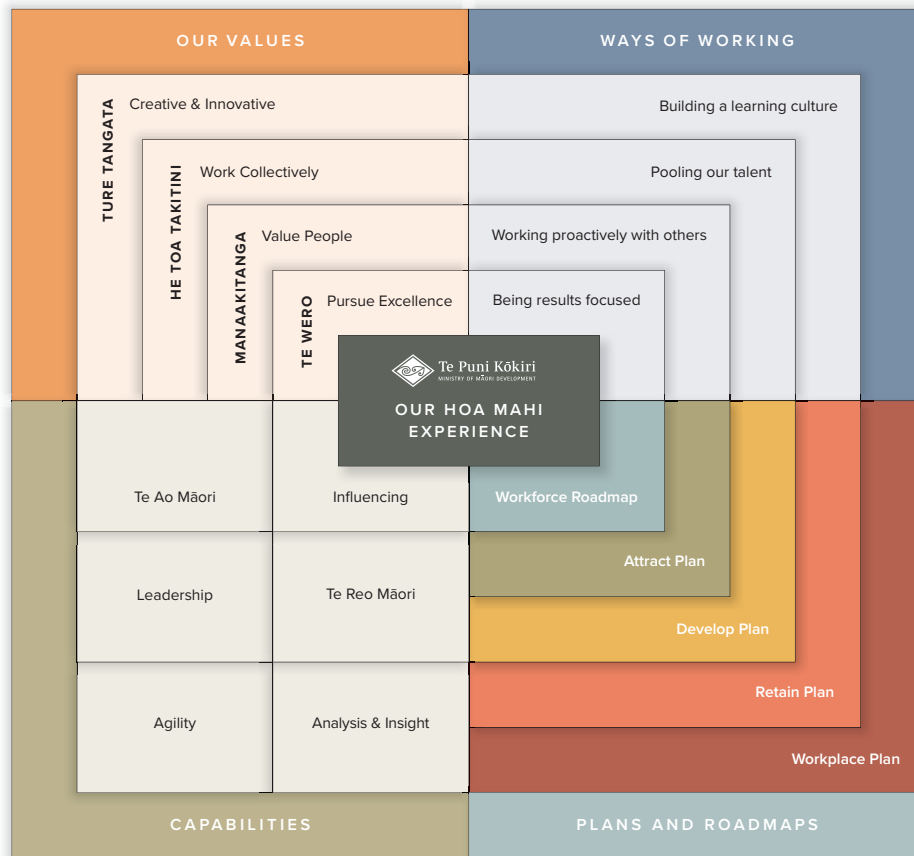 OUR VALUES
WAYS OF WORKING
TURE TANGATA
Creative & Innovative
Building a learning culture
HE TOA TAKITINI
Work Collectively
Pooling our talent
MANAAKITANGA
Value People
Working proactively with others
TE WERO
Pursue Excellence
Being results focused
Te Puni Kōkiri
MINISTRY OF MĀORI DEVELOPMENT
OUR HOA MAHI
EXPERIENCE
Te Ao Māori
Influencing
Workforce Roadmap
Attract Plan
Leadership
Te Reo Māori
Develop Plan
Retain Plan
Agility
Analysis & Insight
Workplace Plan
CAPABILITIES
PLANS AND ROADMAPS